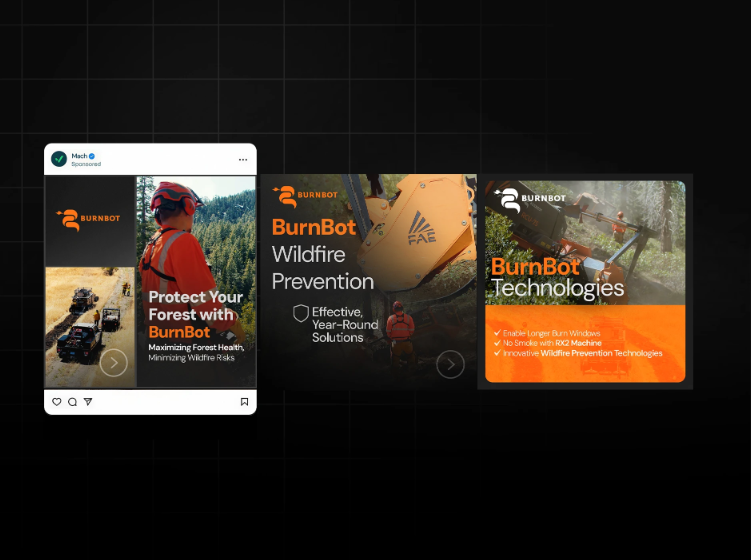 Mach
Sponsored
BURNBOT
Protect Your
Forest with
BurnBot
Maximizing Forest Health,
Minimizing Wildfire Risks
BURNBOT
BurnBot
Wildfire
Prevention
Effective,
Year-Round
Solutions
FAE
BURNBOT
BurnBot
Technologies
Enable Longer Burn Windows
No Smoke with RX2 Machine
Innovative Wildfire Prevention Technologies